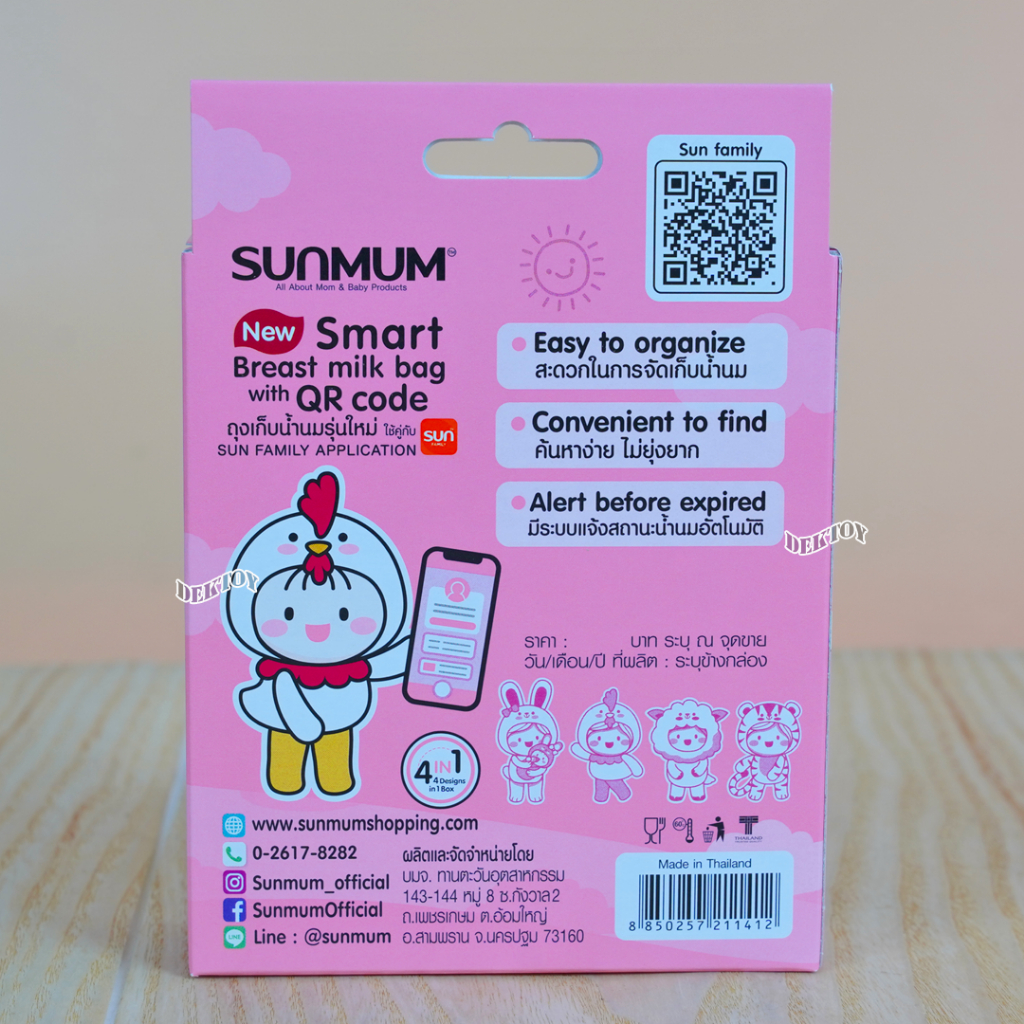 Sun family
SUNMUM™
All About Mom & Baby Products
New Smart
Breast milk bag
with QR code
ถุงเก็บน้ำนมรุ่นใหม่ ใช้คู่กับ
SUN FAMILY APPLICATION
sun
FAMILY
Easy to organize
สะดวกในการจัดเก็บน้ำนม
Convenient to find
ค้นหาง่าย ไม่ยุ่งยาก
Alert before expired
มีระบบแจ้งสถานะน้ำนมอัตโนมัติ
DEKTOY
DEKTOY
ราคา : บาท ระบุ ณ จุดขาย
วัน/เดือน/ปี ที่ผลิต : ระบุข้างกล่อง
4 IN 1
4 Designs
in 1 Box
www.sunmumshopping.com
0-2617-8282
Sunmum_official
SunmumOfficial
Line : @sunmum
ผลิตและจัดจำหน่ายโดย
บมจ. ทานตะวันอุตสาหกรรม
143-144 หมู่ 8 ซ.กังวาล2
ถ.เพชรเกษม ต.อ้อมใหญ่
อ.สามพราน จ.นครปฐม 73160
THAILAND
Made in Thailand
8 850257 211412